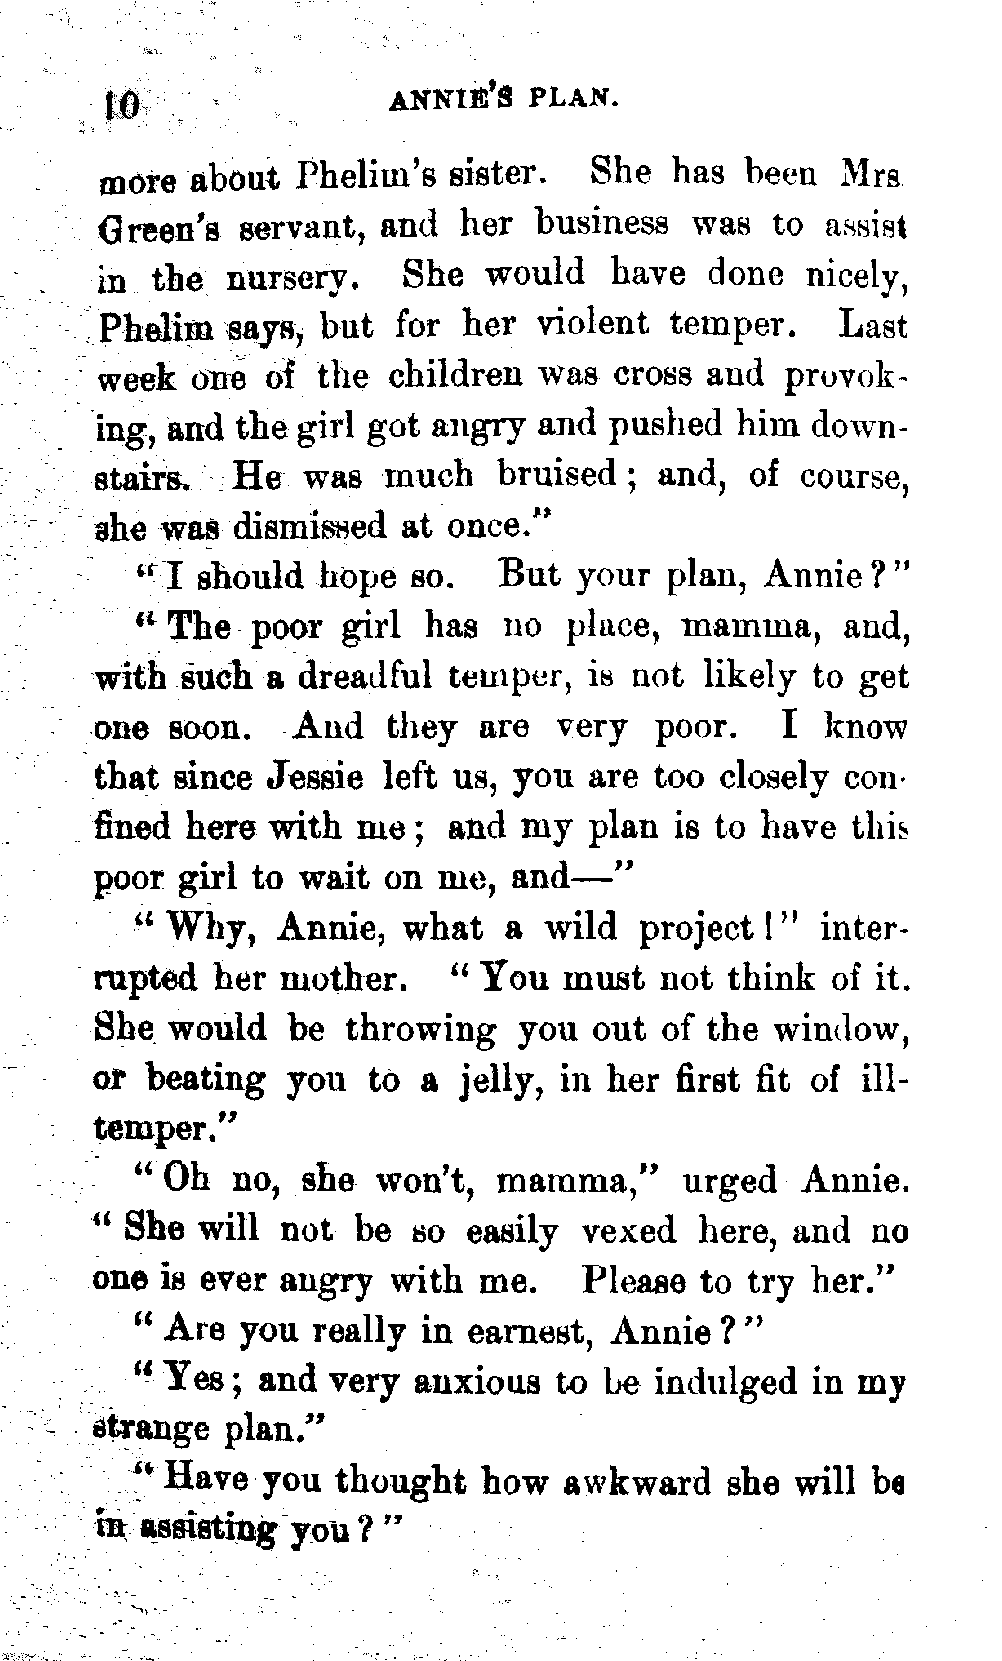 10 ANNIE'S PLAN.
more about Phelim's sister. She has been Mrs
Green's servant, and her business was to assist
in the nursery. She would have done nicely,
Phelim says, but for her violent temper. Last
week one of the children was cross and provok-
ing, and the girl got angry and pushed him down-
stairs. He was much bruised; and, of course,
she was dismissed at once."
"I should hope so. But your plan, Annie?"
"The poor girl has no place, mamma, and,
with such a dreadful temper, is not likely to get
one soon. And they are very poor. I know
that since Jessie left us, you are too closely con-
fined here with me; and my plan is to have this
poor girl to wait on me, and—"
"Why, Annie, what a wild project!" inter-
rupted her mother. "You must not think of it.
She would be throwing you out of the window,
or beating you to a jelly, in her first fit of ill-
temper."
"Oh no, she won't, mamma," urged Annie.
"She will not be so easily vexed here, and no
one is ever angry with me. Please to try her."
"Are you really in earnest, Annie?"
"Yes; and very anxious to be indulged in my
strange plan."
"Have you thought how awkward she will be
in assisting you?"